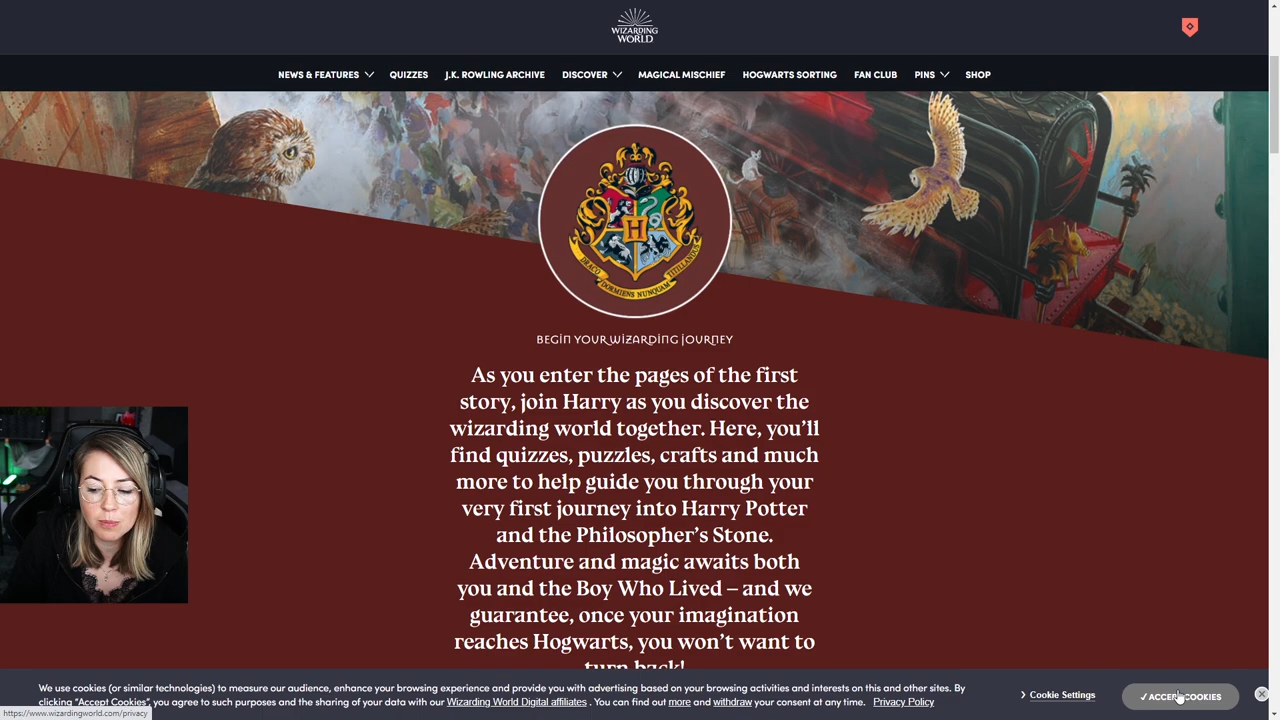 WIZARDING
WORLD
NEWS & FEATURES
QUIZZES
J.K. ROWLING ARCHIVE
DISCOVER
MAGICAL MISCHIEF
HOGWARTS SORTING
FAN CLUB
PINS
SHOP
H
DRACO DORMIENS NUNQUAM TITILLANDUS
BEGIN YOUR WIZARDING JOURNEY
As you enter the pages of the first
story, join Harry as you discover the
wizarding world together. Here, you’ll
find quizzes, puzzles, crafts and much
more to help guide you through your
very first journey into Harry Potter
and the Philosopher’s Stone.
Adventure and magic awaits both
you and the Boy Who Lived – and we
guarantee, once your imagination
reaches Hogwarts, you won’t want to
turn back!
We use cookies (or similar technologies) to measure our audience, enhance your browsing experience and provide you with advertising based on your browsing activities and interests on this and other sites. By
clicking “Accept Cookies”, you agree to such purposes and the sharing of your data with our Wizarding World Digital affiliates . You can find out more and withdraw your consent at any time. Privacy Policy
Cookie Settings
✓ ACCEPT COOKIES
https://www.wizardingworld.com/privacy